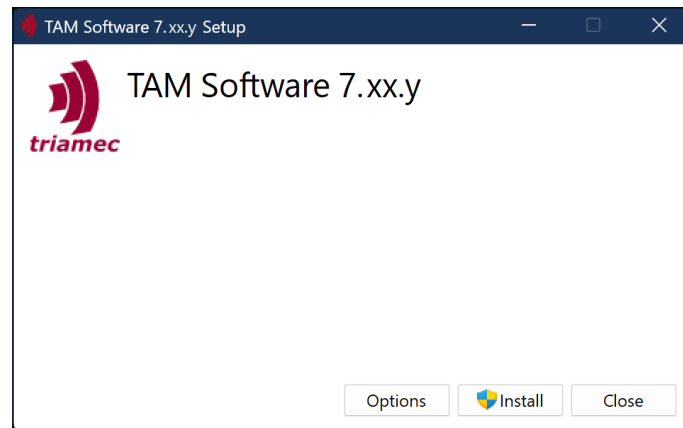 TAM Software 7.xx.y Setup
TAM Software 7.xx.y
triamec
Options Install Close